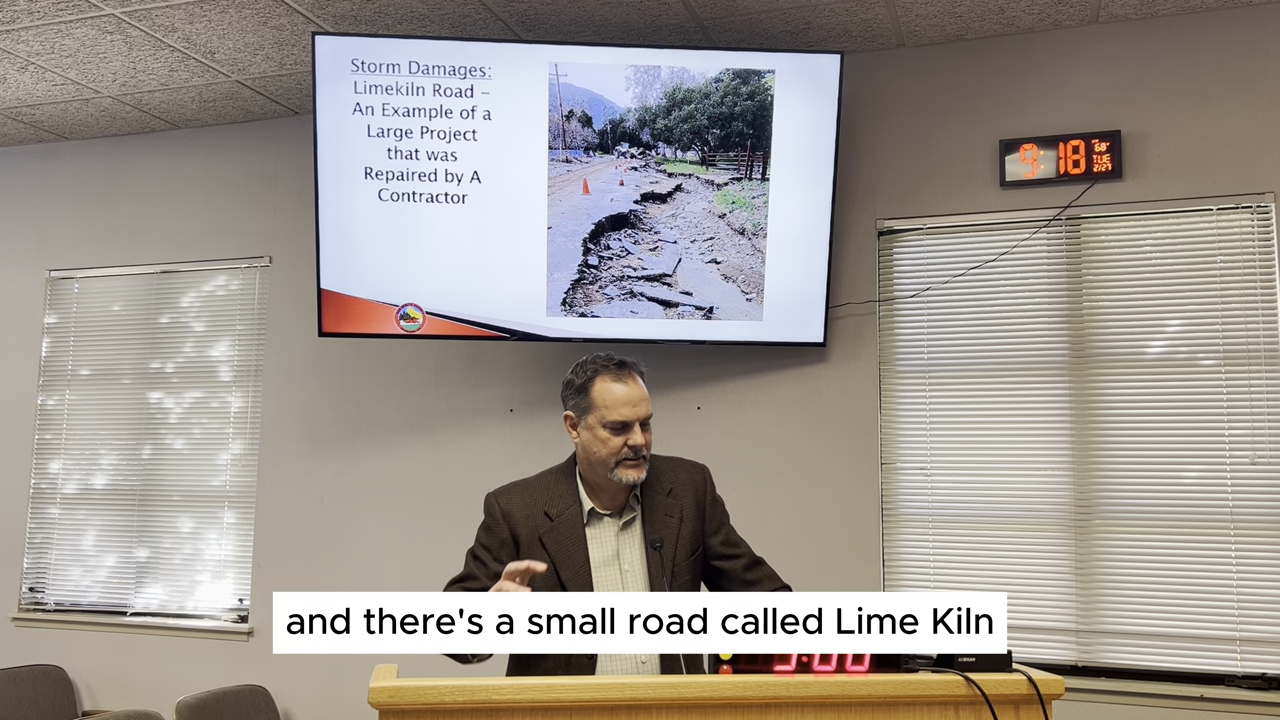 Storm Damages:
Limekiln Road –
An Example of a
Large Project
that was
Repaired by A
Contractor
9:18
68°
TUE
2/27
and there's a small road called Lime Kiln